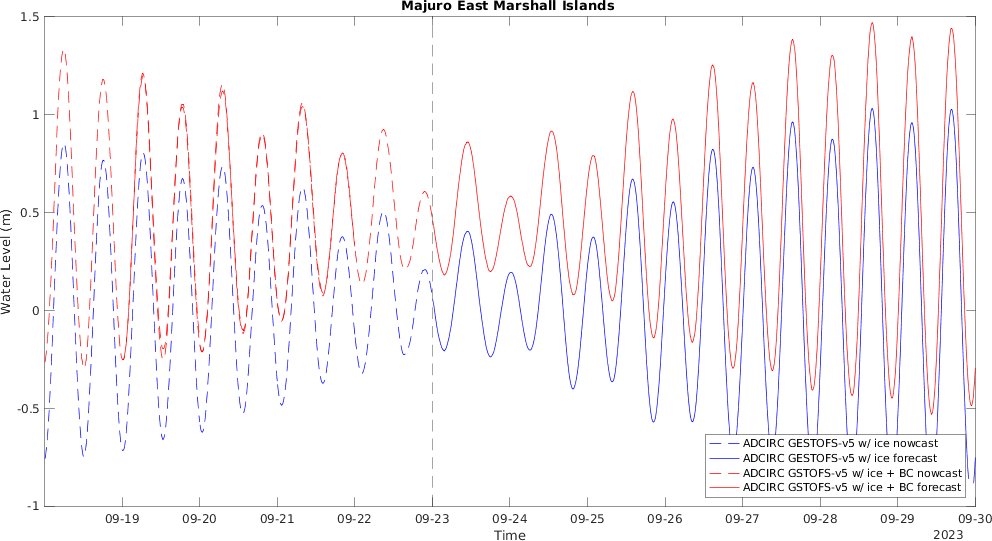 Majuro East Marshall Islands
1.5
1
0.5
0
-0.5
-1
Water Level (m)
09-19 09-20 09-21 09-22 09-23 09-24 09-25 09-26 09-27 09-28 09-29 09-30
Time
2023
ADCIRC GESTOFS-v5 w/ ice nowcast
ADCIRC GESTOFS-v5 w/ ice forecast
ADCIRC GSTOFS-v5 w/ ice + BC nowcast
ADCIRC GSTOFS-v5 w/ ice + BC forecast